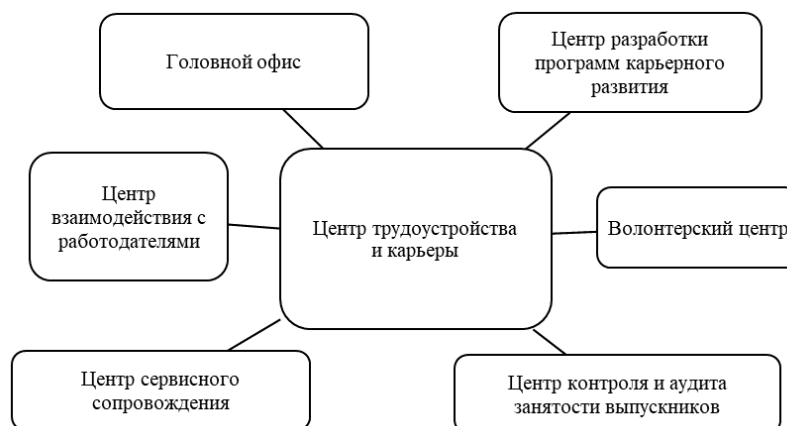 Головной офис
Центр разработки
программ карьерного
развития
Центр
взаимодействия с
работодателями
Центр трудоустройства
и карьеры
Волонтерский центр
Центр сервисного
сопровождения
Центр контроля и аудита
занятости выпускников